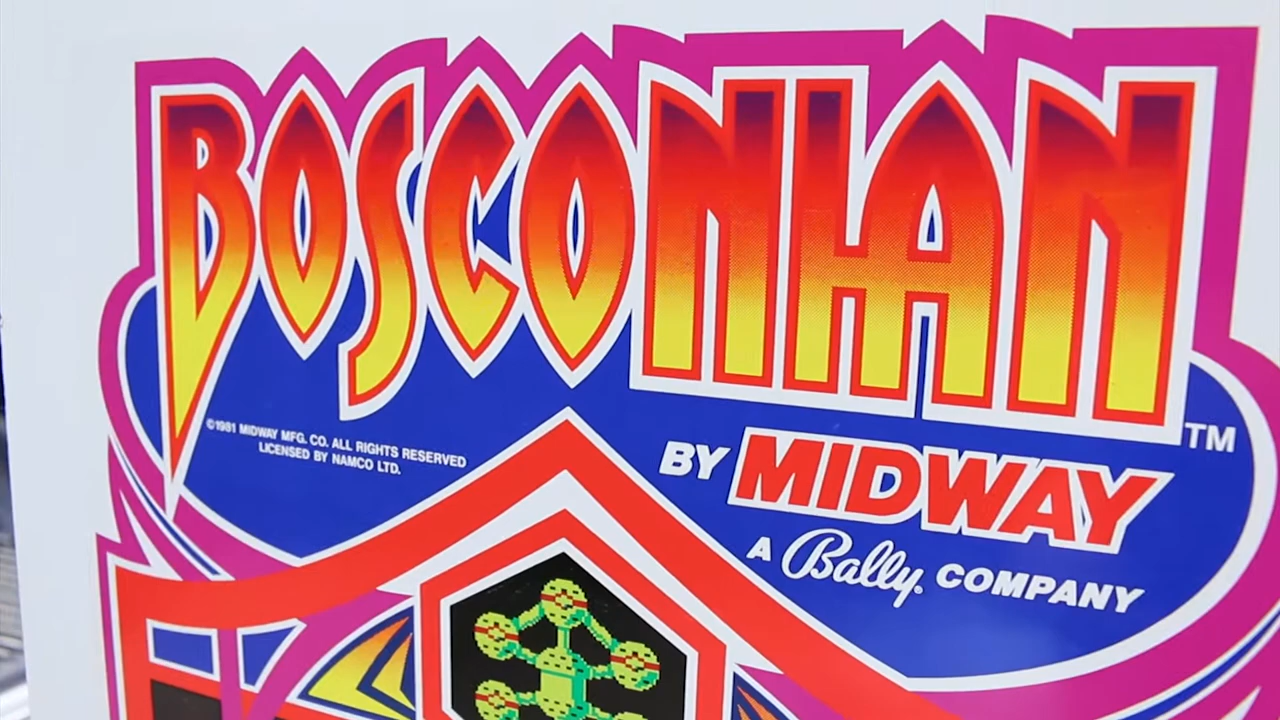 BOSCONIAN
TM
©1981 MIDWAY MFG. CO. ALL RIGHTS RESERVED
LICENSED BY NAMCO LTD.
BY MIDWAY
A Bally COMPANY